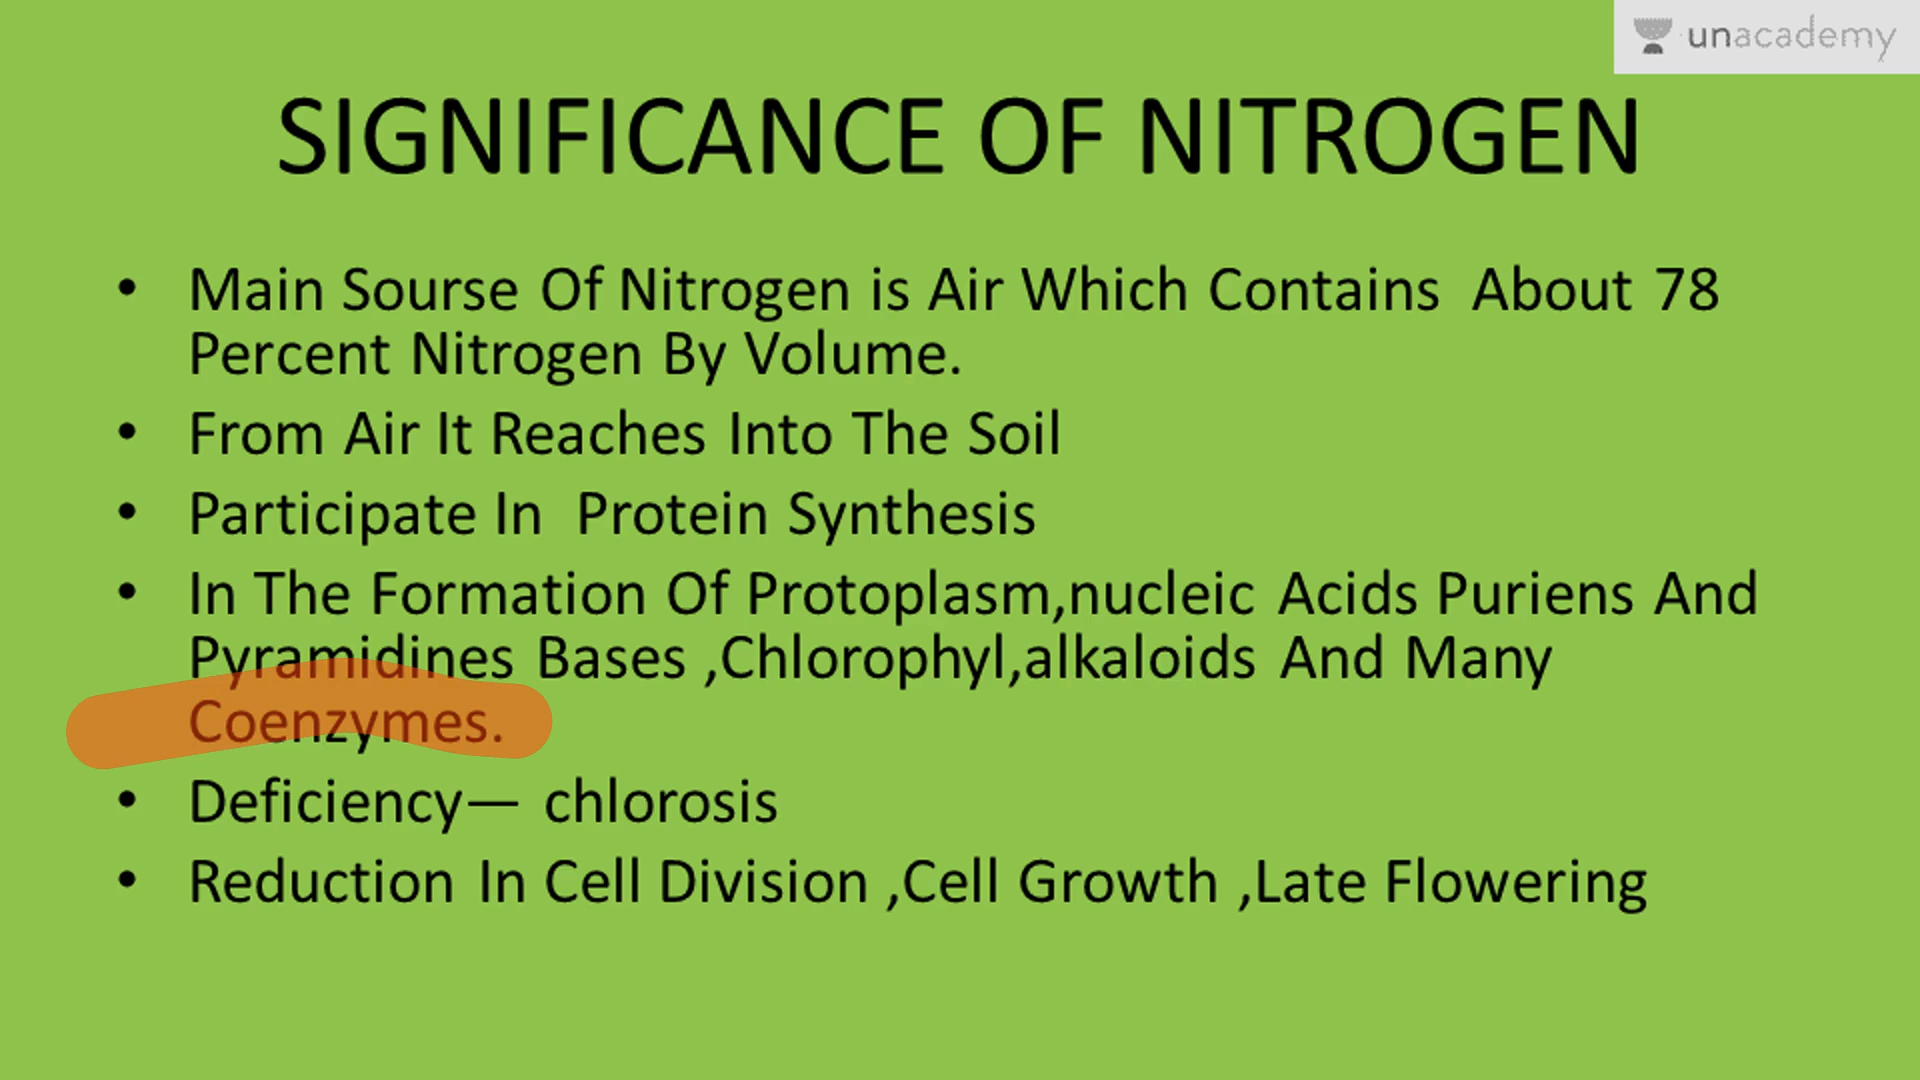 unacademy
SIGNIFICANCE OF NITROGEN
• Main Sourse Of Nitrogen is Air Which Contains About 78
Percent Nitrogen By Volume.
• From Air It Reaches Into The Soil
• Participate In Protein Synthesis
• In The Formation Of Protoplasm,nucleic Acids Puriens And
Pyramidines Bases ,Chlorophyl,alkaloids And Many
Coenzymes.
• Deficiency— chlorosis
• Reduction In Cell Division ,Cell Growth ,Late Flowering